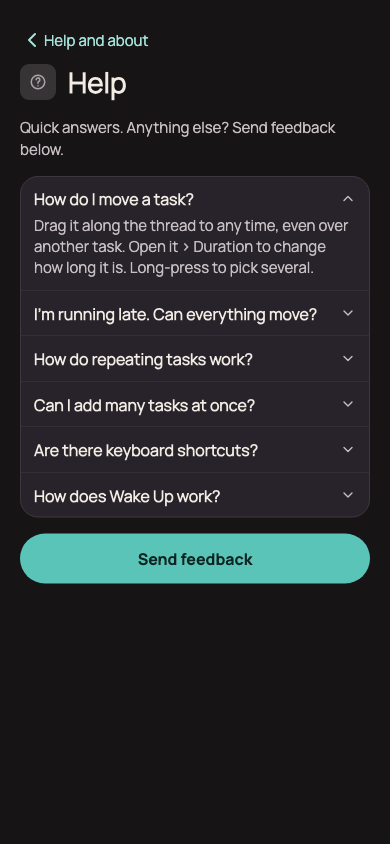 Help and about
Help
Quick answers. Anything else? Send feedback
below.
How do I move a task?
Drag it along the thread to any time, even over
another task. Open it > Duration to change
how long it is. Long-press to pick several.
I'm running late. Can everything move?
How do repeating tasks work?
Can I add many tasks at once?
Are there keyboard shortcuts?
How does Wake Up work?
Send feedback